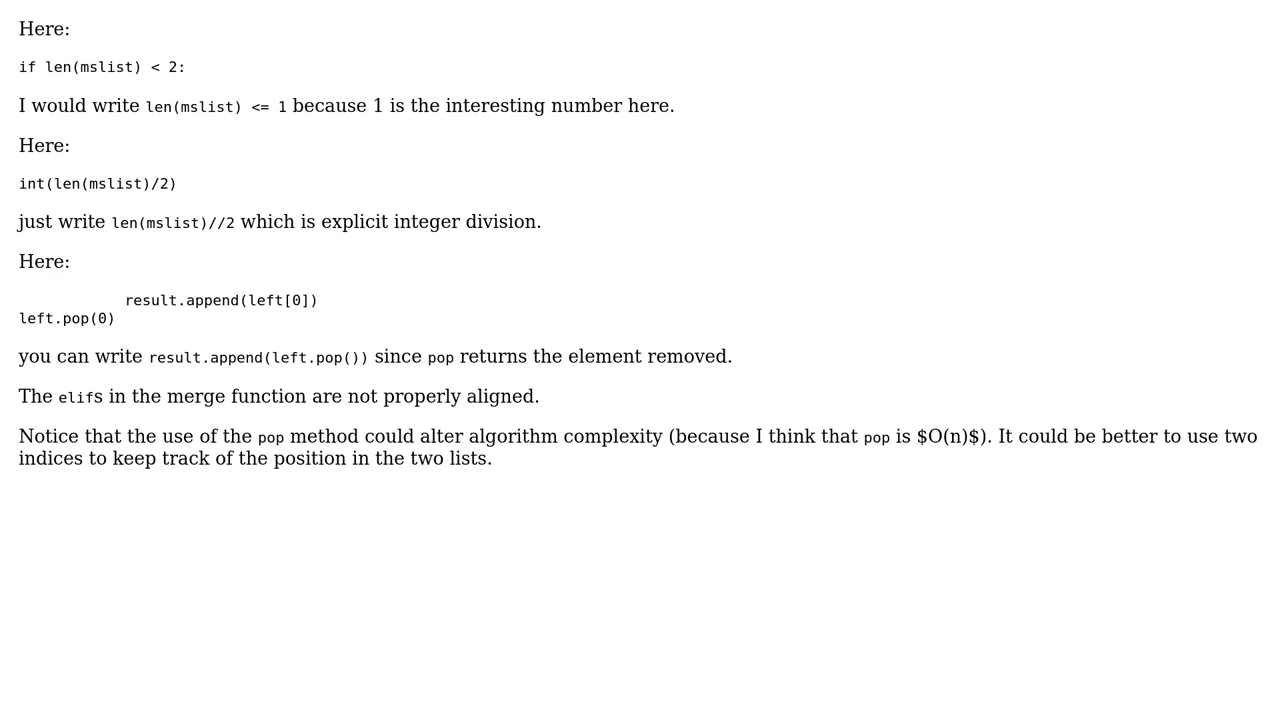 Here:
if len(mslist) < 2:
I would write len(mslist) <= 1 because 1 is the interesting number here.
Here:
int(len(mslist)/2)
just write len(mslist)//2 which is explicit integer division.
Here:
            result.append(left[0])
left.pop(0)
you can write result.append(left.pop()) since pop returns the element removed.
The elifs in the merge function are not properly aligned.
Notice that the use of the pop method could alter algorithm complexity (because I think that pop is $O(n)$). It could be better to use two
indices to keep track of the position in the two lists.